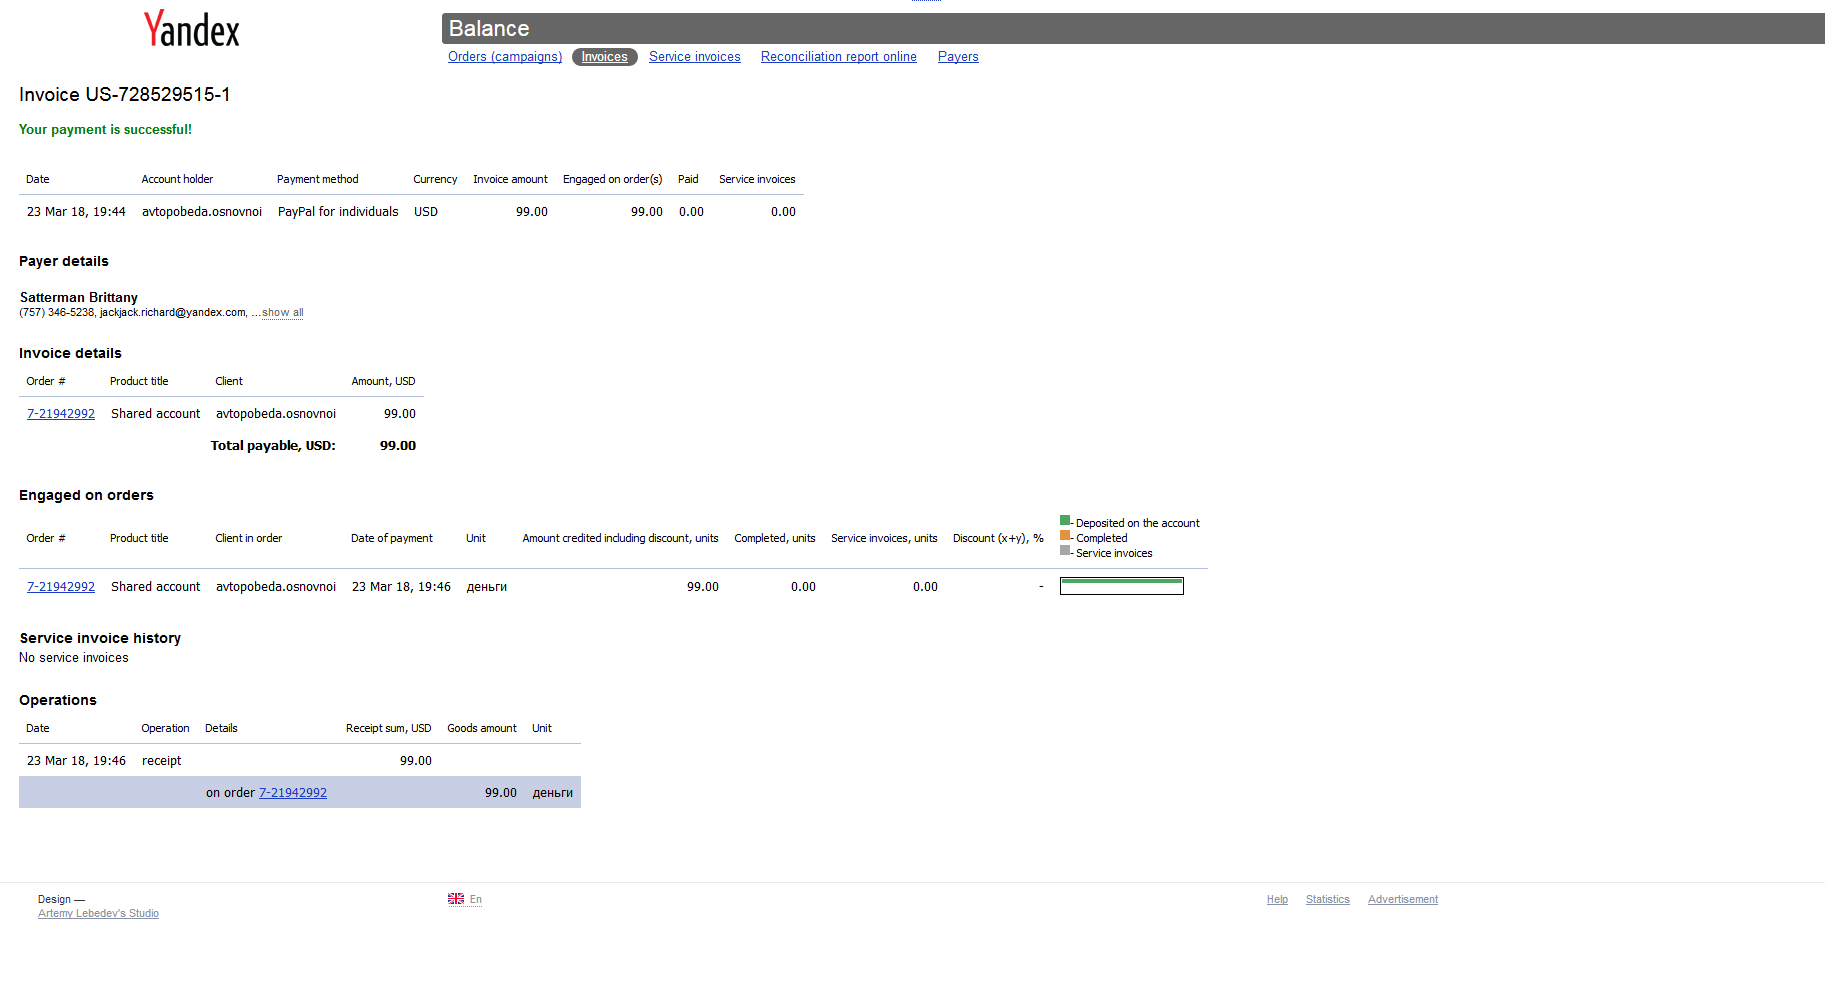 Yandex
Balance
Orders (campaigns) Invoices Service invoices Reconciliation report online Payers
Invoice US-728529515-1
Your payment is successful!
Date Account holder Payment method Currency Invoice amount Engaged on order(s) Paid Service invoices
23 Mar 18, 19:44 avtopobeda.osnovnoi PayPal for individuals USD 99.00 99.00 0.00 0.00
Payer details
Satterman Brittany
(757) 346-5238, jackjack.richard@yandex.com, ...show all
Invoice details
Order # Product title Client Amount, USD
7-21942992 Shared account avtopobeda.osnovnoi 99.00
Total payable, USD: 99.00
Engaged on orders
Order # Product title Client in order Date of payment Unit Amount credited including discount, units Completed, units Service invoices, units Discount (x+y), %
- Deposited on the account
- Completed
- Service invoices
7-21942992 Shared account avtopobeda.osnovnoi 23 Mar 18, 19:46 деньги 99.00 0.00 0.00 -
Service invoice history
No service invoices
Operations
Date Operation Details Receipt sum, USD Goods amount Unit
23 Mar 18, 19:46 receipt 99.00
on order 7-21942992 99.00 деньги
Design —
Artemy Lebedev's Studio
En
Help Statistics Advertisement